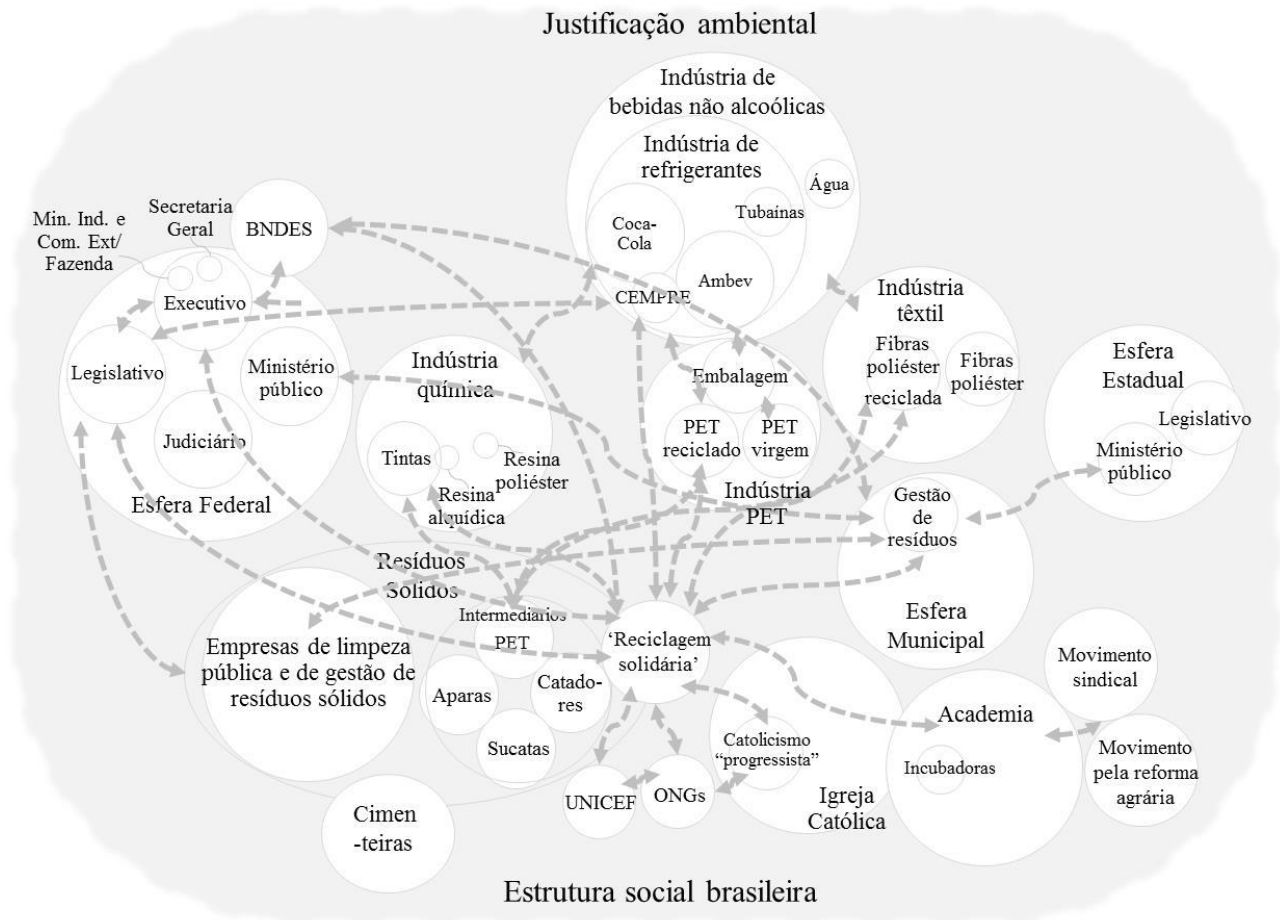 Justificação ambiental
Indústria de
bebidas não alcoólicas
Indústria de
refrigerantes
Água
Tubaínas
Coca-
Cola
Ambev
CEMPRE
Secretaria
Geral
Min. Ind. e
Com. Ext/
Fazenda
BNDES
Executivo
Legislativo
Ministério
público
Judiciário
Esfera Federal
Indústria
química
Tintas
Resina
poliéster
Resina
alquídica
Embalagem
PET
reciclado
PET
virgem
Indústria
PET
Indústria
têxtil
Fibras
poliéster
reciclada
Fibras
poliéster
Esfera
Estadual
Legislativo
Ministério
público
Gestão
de
resíduos
Esfera
Municipal
Resíduos
Sólidos
Empresas de limpeza
pública e de gestão de
resíduos sólidos
Intermediários
PET
Aparas
Catado-
res
Sucatas
‘Reciclagem
solidária’
Cimen
-teiras
UNICEF
ONGs
Catolicismo
“progressista”
Igreja
Católica
Academia
Incubadoras
Movimento
sindical
Movimento
pela reforma
agrária
Estrutura social brasileira